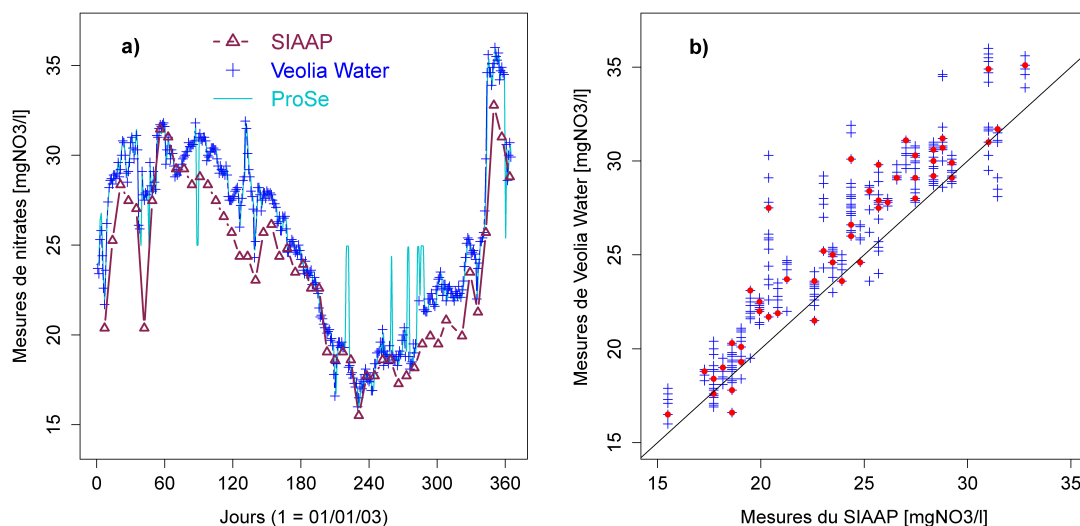 a)
SIAAP
Veolia Water
ProSe
Mesures de nitrates [mgNO3/l]
35
30
25
20
15
0
60
120
180
240
300
360
Jours (1 = 01/01/03)
b)
Mesures de Veolia Water [mgNO3/l]
35
30
25
20
15
15
20
25
30
35
Mesures du SIAAP [mgNO3/l]